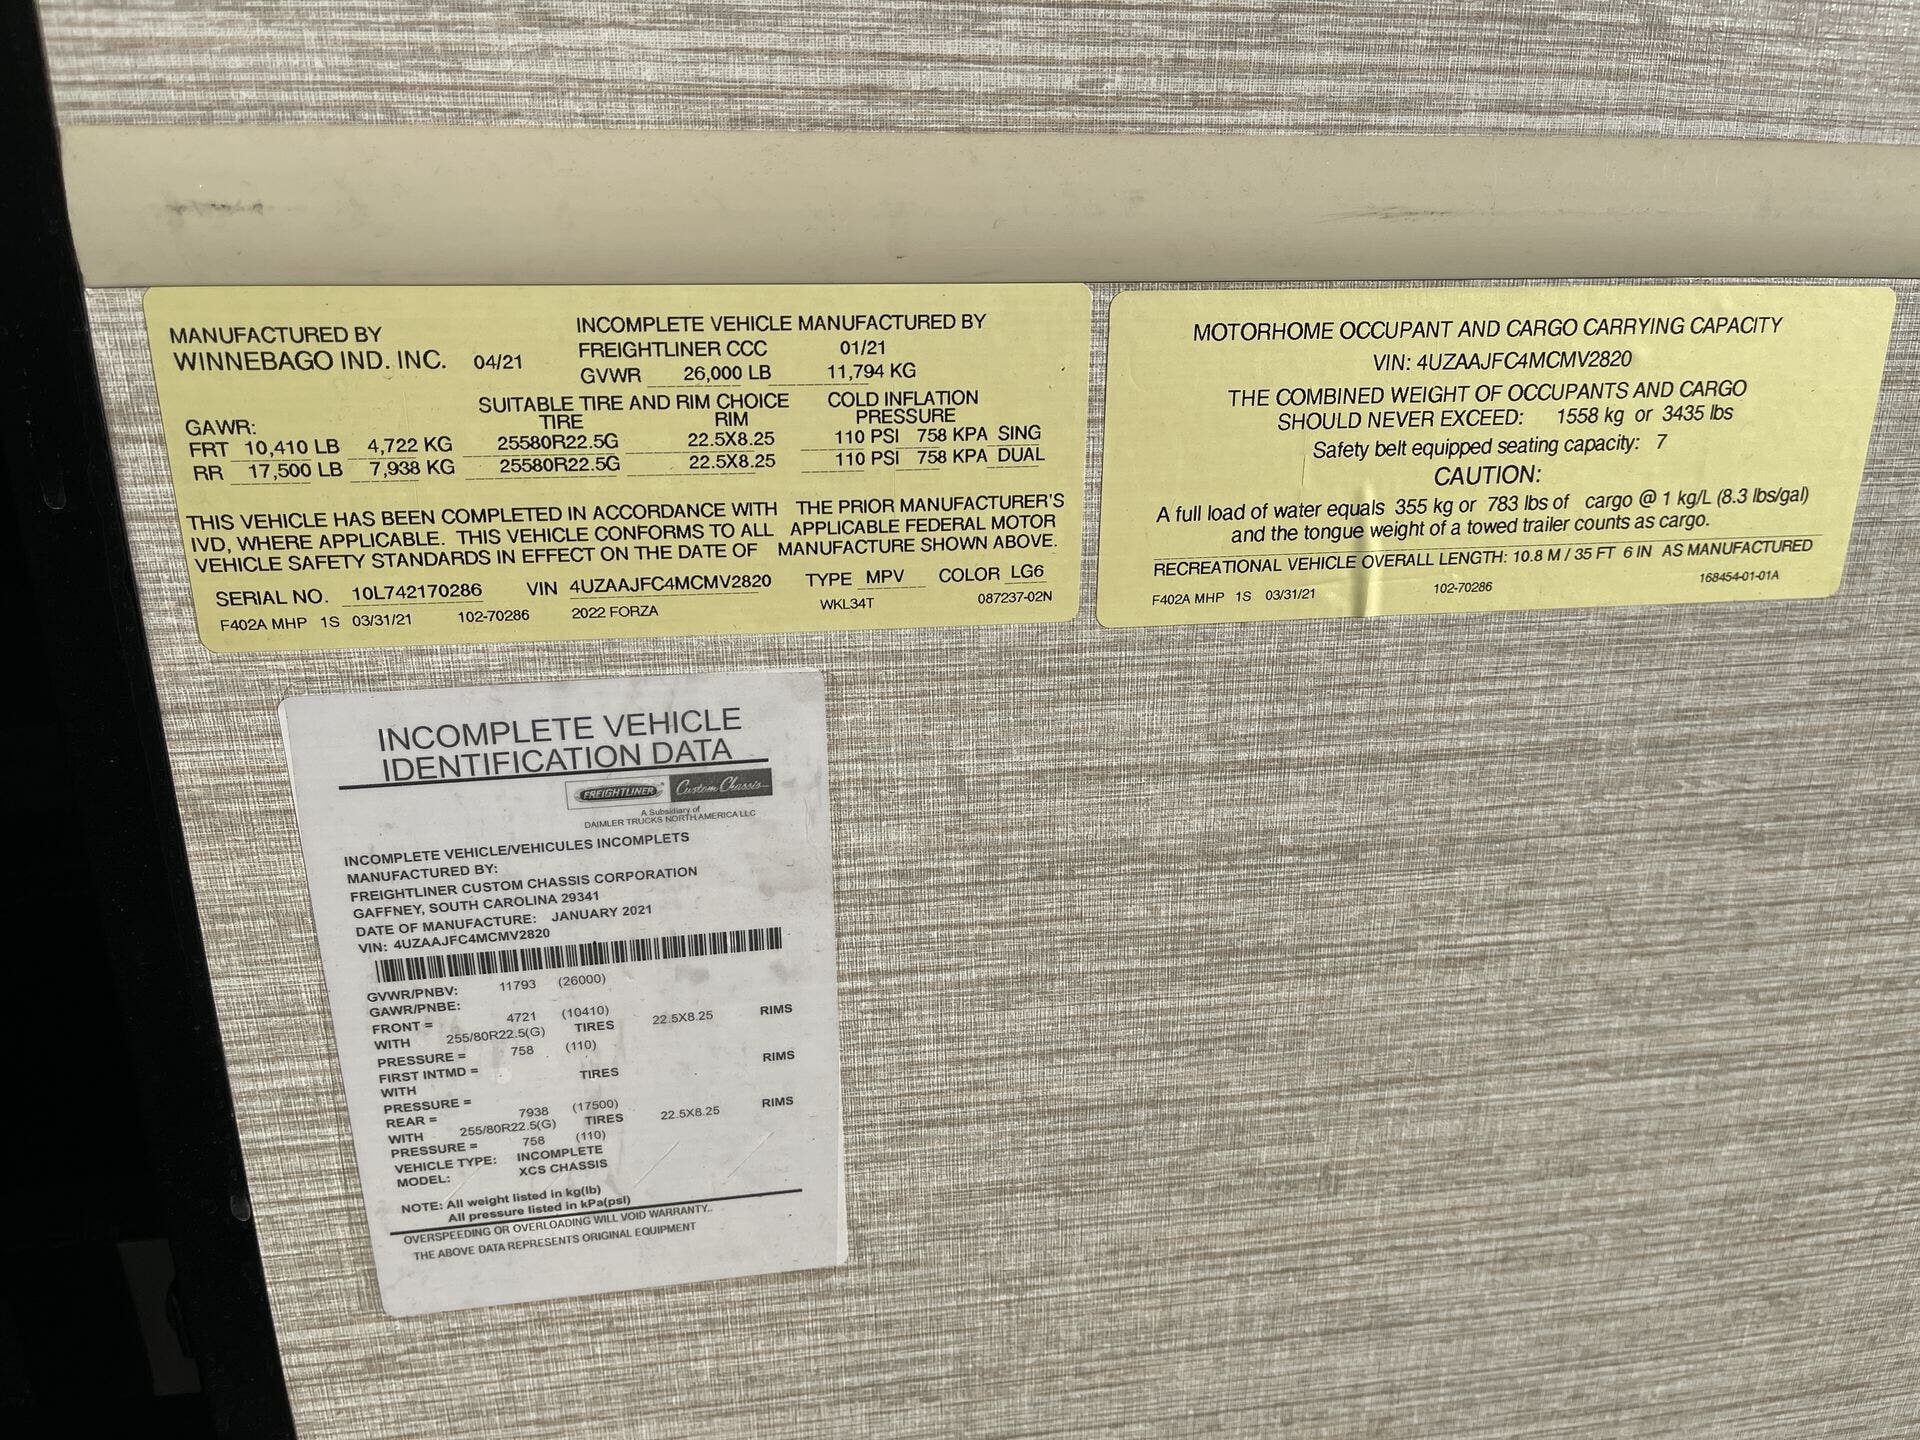 MANUFACTURED BY
WINNEBAGO IND. INC. 04/21
INCOMPLETE VEHICLE MANUFACTURED BY
FREIGHTLINER CCC 01/21
GVWR 26,000 LB 11,794 KG
SUITABLE TIRE AND RIM CHOICE COLD INFLATION
GAWR: TIRE RIM PRESSURE
FRT 10,410 LB 4,722 KG 25580R22.5G 22.5X8.25 110 PSI 758 KPA SING
RR 17,500 LB 7,938 KG 25580R22.5G 22.5X8.25 110 PSI 758 KPA DUAL
THIS VEHICLE HAS BEEN COMPLETED IN ACCORDANCE WITH THE PRIOR MANUFACTURER'S
IVD, WHERE APPLICABLE. THIS VEHICLE CONFORMS TO ALL APPLICABLE FEDERAL MOTOR
VEHICLE SAFETY STANDARDS IN EFFECT ON THE DATE OF MANUFACTURE SHOWN ABOVE.
SERIAL NO. 10L742170286 VIN 4UZAAJFC4MCMV2820 TYPE MPV COLOR LG6
F402A MHP 1S 03/31/21 102-70286 2022 FORZA WKL34T 087237-02N
MOTORHOME OCCUPANT AND CARGO CARRYING CAPACITY
VIN: 4UZAAJFC4MCMV2820
THE COMBINED WEIGHT OF OCCUPANTS AND CARGO
SHOULD NEVER EXCEED: 1558 kg or 3435 lbs
Safety belt equipped seating capacity: 7
CAUTION:
A full load of water equals 355 kg or 783 lbs of cargo @ 1 kg/L (8.3 lbs/gal)
and the tongue weight of a towed trailer counts as cargo.
RECREATIONAL VEHICLE OVERALL LENGTH: 10.8 M / 35 FT 6 IN AS MANUFACTURED
F402A MHP 1S 03/31/21 102-70286 168454-01-01A
INCOMPLETE VEHICLE
IDENTIFICATION DATA
FREIGHTLINER Custom Chassis
A Subsidiary of
DAIMLER TRUCKS NORTH AMERICA LLC
INCOMPLETE VEHICLE/VEHICULES INCOMPLETS
MANUFACTURED BY:
FREIGHTLINER CUSTOM CHASSIS CORPORATION
GAFFNEY, SOUTH CAROLINA 29341
DATE OF MANUFACTURE: JANUARY 2021
VIN: 4UZAAJFC4MCMV2820
GVWR/PNBV: 11793 (26000)
GAWR/PNBE:
FRONT = 4721 (10410)
WITH 255/80R22.5(G) TIRES 22.5X8.25 RIMS
PRESSURE = 758 (110)
FIRST INTMD =
WITH TIRES RIMS
PRESSURE =
REAR = 7938 (17500)
WITH 255/80R22.5(G) TIRES 22.5X8.25 RIMS
PRESSURE = 758 (110)
VEHICLE TYPE: INCOMPLETE
MODEL: XCS CHASSIS
NOTE: All weight listed in kg(lb)
All pressure listed in kPa(psi)
OVERSPEEDING OR OVERLOADING WILL VOID WARRANTY..
THE ABOVE DATA REPRESENTS ORIGINAL EQUIPMENT